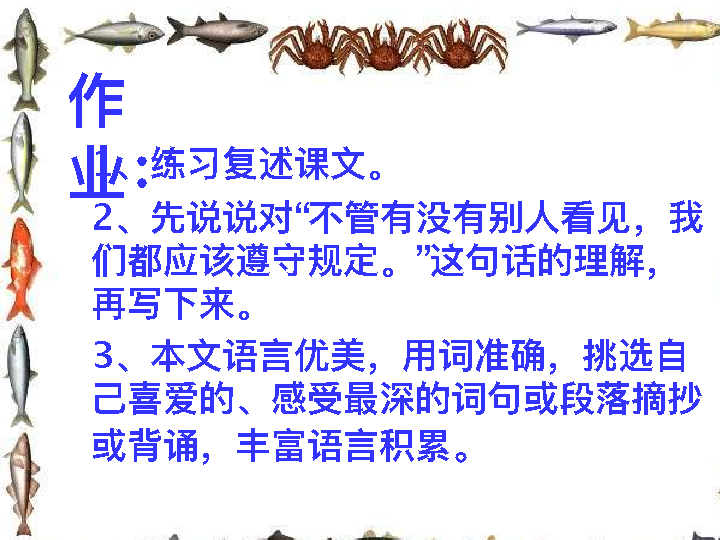 作
业：
1、练习复述课文。
2、先说说对“不管有没有别人看见，我
们都应该遵守规定。”这句话的理解，
再写下来。
3、本文语言优美，用词准确，挑选自
己喜爱的、感受最深的词句或段落摘抄
或背诵，丰富语言积累。